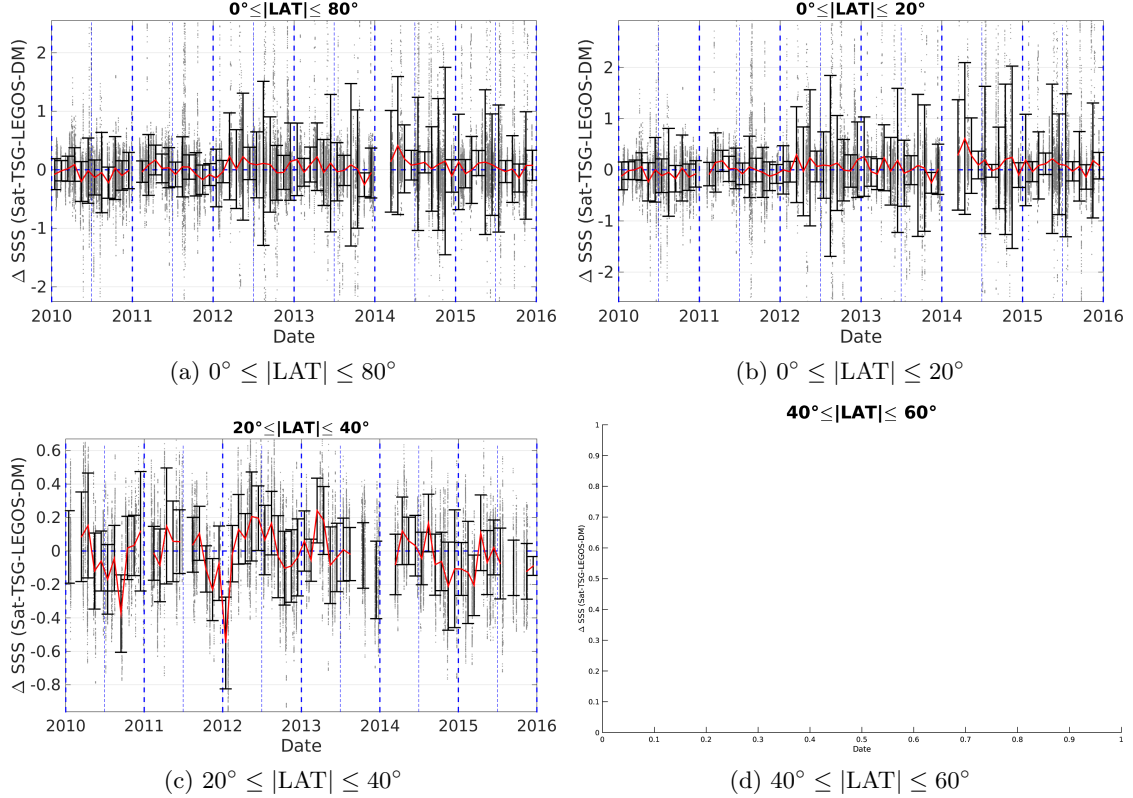 0°≤|LAT|≤ 80°
Δ SSS (Sat-TSG-LEGOS-DM)
2
1
0
-1
-2
2010 2011 2012 2013 2014 2015 2016
Date
(a) 0° ≤ |LAT| ≤ 80°
0°≤|LAT|≤ 20°
Δ SSS (Sat-TSG-LEGOS-DM)
2
1
0
-1
-2
2010 2011 2012 2013 2014 2015 2016
Date
(b) 0° ≤ |LAT| ≤ 20°
20°≤|LAT|≤ 40°
Δ SSS (Sat-TSG-LEGOS-DM)
0.6
0.4
0.2
0
-0.2
-0.4
-0.6
-0.8
2010 2011 2012 2013 2014 2015 2016
Date
(c) 20° ≤ |LAT| ≤ 40°
40°≤|LAT|≤ 60°
Δ SSS (Sat-TSG-LEGOS-DM)
1
0.9
0.8
0.7
0.6
0.5
0.4
0.3
0.2
0.1
0
0 0.1 0.2 0.3 0.4 0.5 0.6 0.7 0.8 0.9 1
Date
(d) 40° ≤ |LAT| ≤ 60°